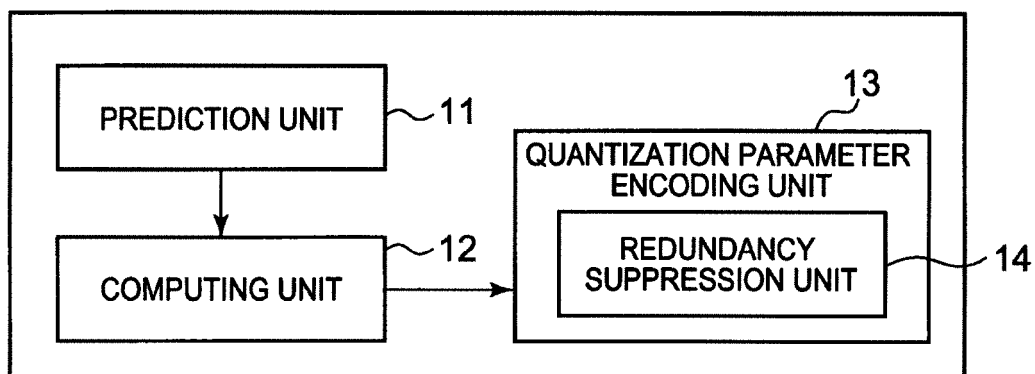 PREDICTION UNIT
11
13
QUANTIZATION PARAMETER
ENCODING UNIT
12
COMPUTING UNIT
REDUNDANCY
SUPPRESSION UNIT
14